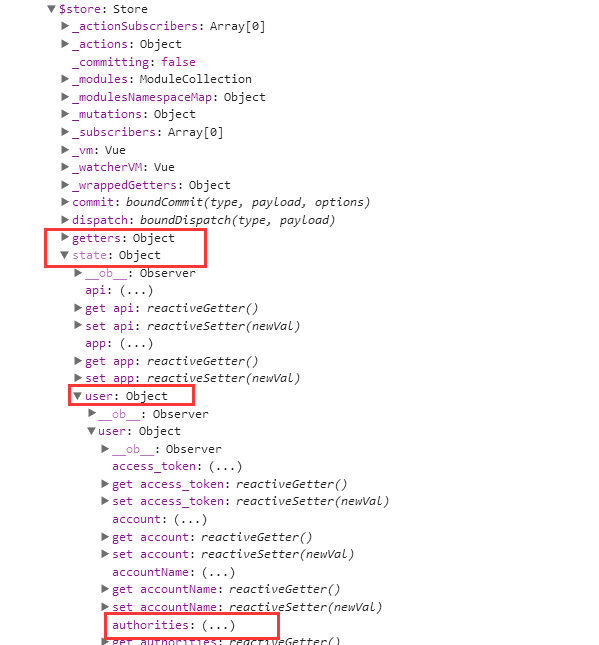 $store: Store
_actionSubscribers: Array[0]
_actions: Object
_committing: false
_modules: ModuleCollection
_modulesNamespaceMap: Object
_mutations: Object
_subscribers: Array[0]
_vm: Vue
_watcherVM: Vue
_wrappedGetters: Object
commit: boundCommit(type, payload, options)
dispatch: boundDispatch(type, payload)
getters: Object
state: Object
__ob__: Observer
api: (...)
get api: reactiveGetter()
set api: reactiveSetter(newVal)
app: (...)
get app: reactiveGetter()
set app: reactiveSetter(newVal)
user: Object
__ob__: Observer
user: Object
__ob__: Observer
access_token: (...)
get access_token: reactiveGetter()
set access_token: reactiveSetter(newVal)
account: (...)
get account: reactiveGetter()
set account: reactiveSetter(newVal)
accountName: (...)
get accountName: reactiveGetter()
set accountName: reactiveSetter(newVal)
authorities: (...)
get authorities: reactiveGetter()